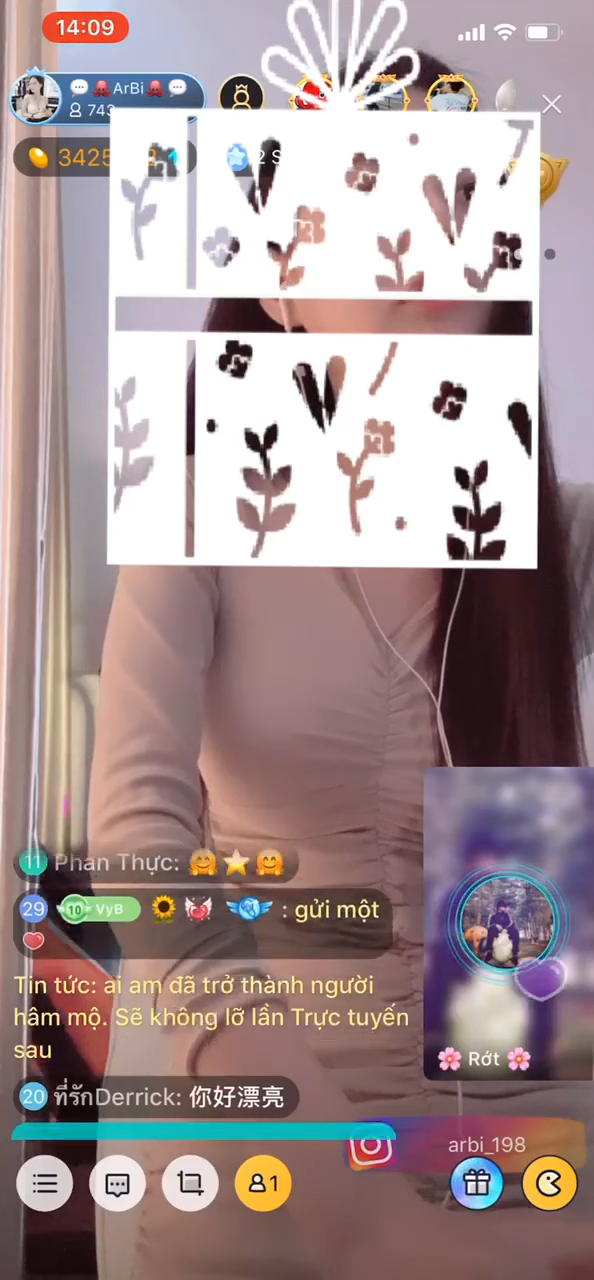 14:09
💬🐙ArBi🐙💬
743
3425
2 S
11 Phan Thực: 🤗⭐🤗
29 10 VyB 🌻💓 : gửi một
Tin tức: ai am đã trở thành người
hâm mộ. Sẽ không lỡ lần Trực tuyến
sau
🌸 Rớt 🌸
20 ที่รักDerrick: 你好漂亮
arbi_198
1